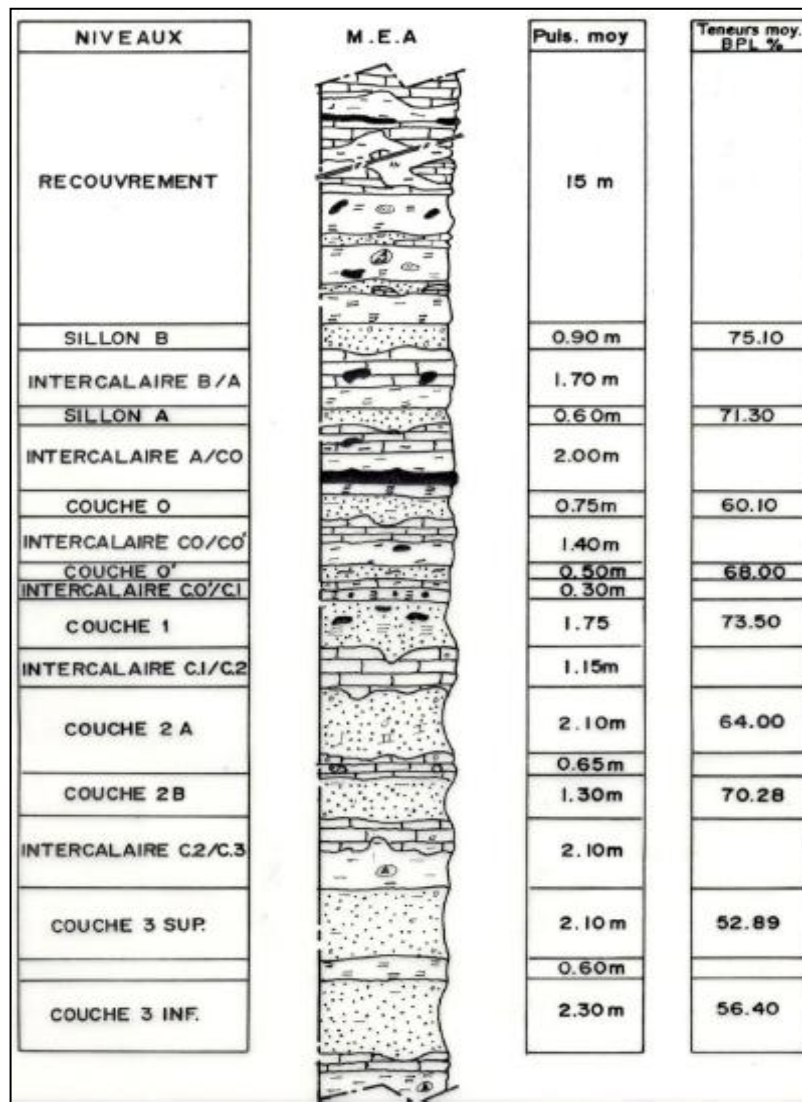 NIVEAUX M.E.A Puis. moy Teneurs moy.
BPL %
RECOUVREMENT 15 m
SILLON B 0.90 m 75.10
INTERCALAIRE B/A 1.70 m
SILLON A 0.60m 71.30
INTERCALAIRE A/CO 2.00m
COUCHE O 0.75m 60.10
INTERCALAIRE CO/CO' 1.40m
COUCHE O' 0.50m 68.00
INTERCALAIRE C.O'/C.1 0.30m
COUCHE 1 1.75 73.50
INTERCALAIRE C.1/C.2 1.15m
COUCHE 2 A 2.10m 64.00
0.65m
COUCHE 2B 1.30m 70.28
INTERCALAIRE C.2/C.3 2.10m
A
COUCHE 3 SUP. 2.10 m 52.89
0.60m
COUCHE 3 INF. 2.30m 56.40
A